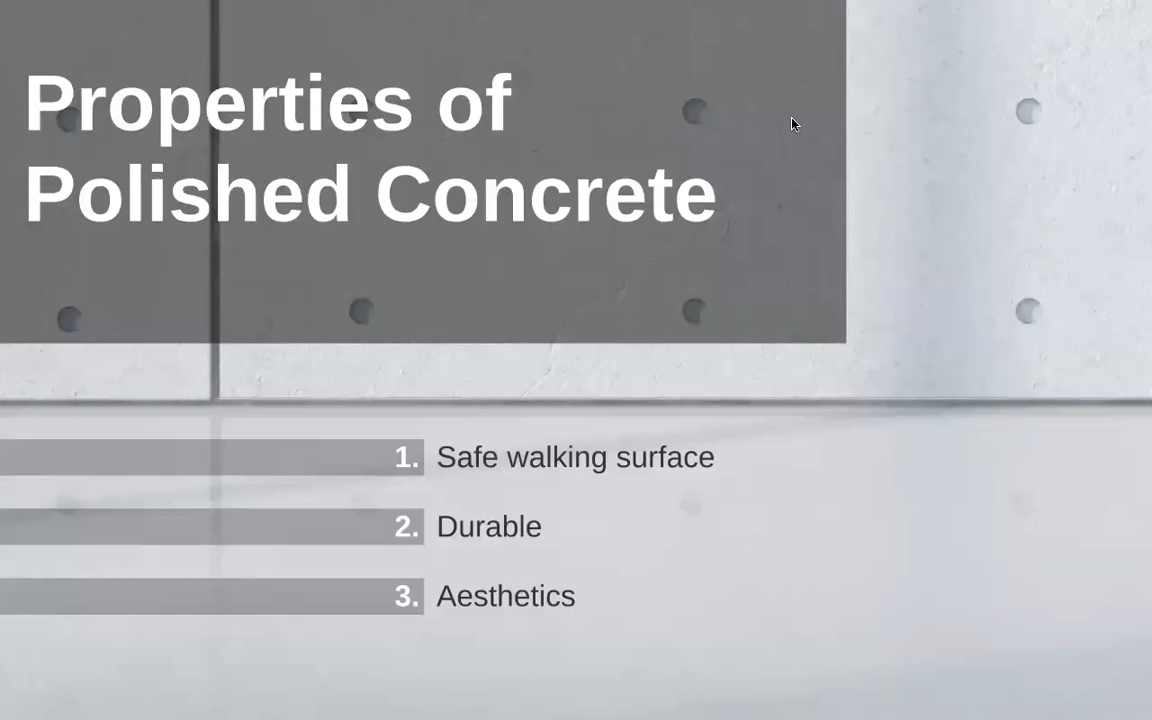 Properties of
Polished Concrete
1. Safe walking surface
2. Durable
3. Aesthetics